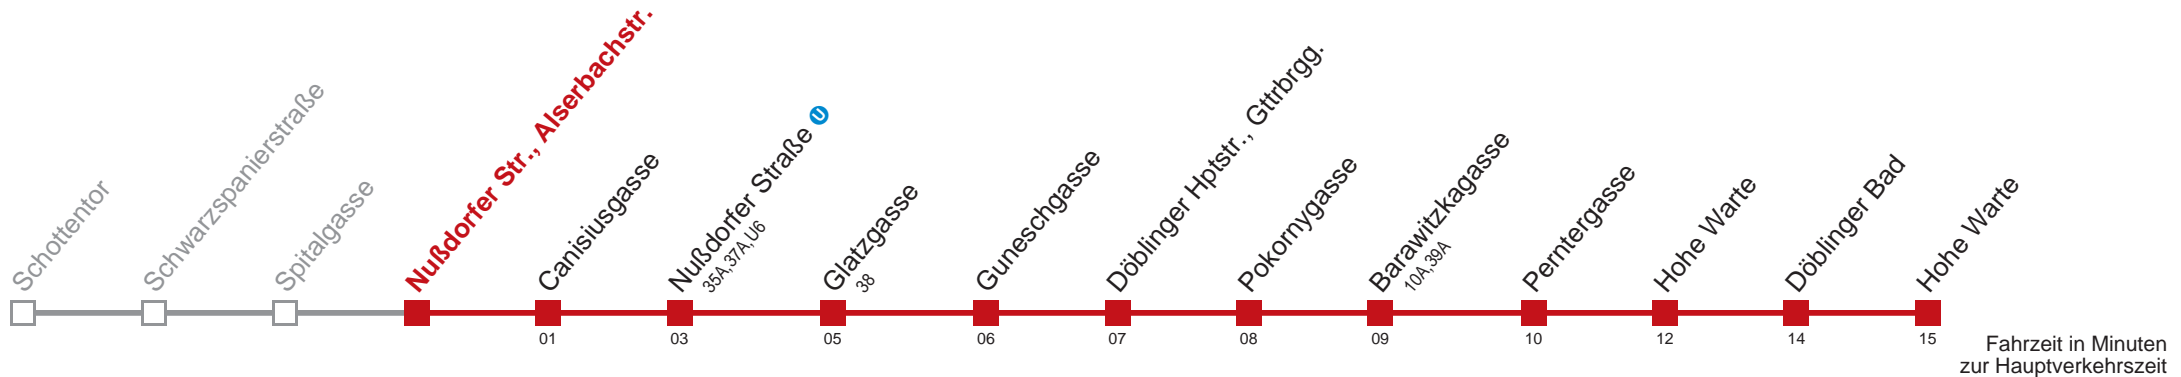 Schottentor
Schwarzspanierstraße
Spitalgasse
Nußdorfer Str., Alserbachstr.
Canisiusgasse
01
Nußdorfer Straße U
35A,37A,U6
03
Glatzgasse
38
05
Guneschgasse
06
Döblinger Hptstr., Gttrbrgg.
07
Pokornygasse
08
Barawitzkagasse
10A,39A
09
Perntergasse
10
Hohe Warte
12
Döblinger Bad
14
Hohe Warte
15
Fahrzeit in Minuten
zur Hauptverkehrszeit